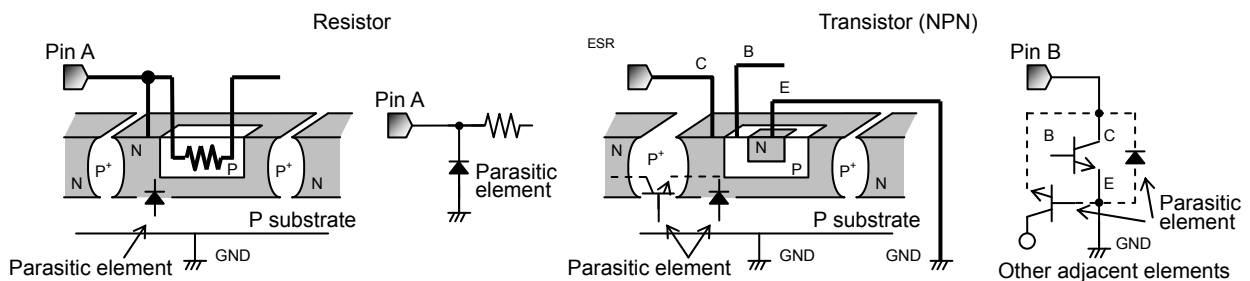 Resistor
Pin A
N
P
N
P+
P+
N
P substrate
GND
Parasitic element
Pin A
Parasitic
element
Transistor (NPN)
ESR
C
B
E
N
P+
N
N
P
P+
N
P substrate
GND
GND
Parasitic element
Pin B
B
C
E
GND
Parasitic
element
Other adjacent elements